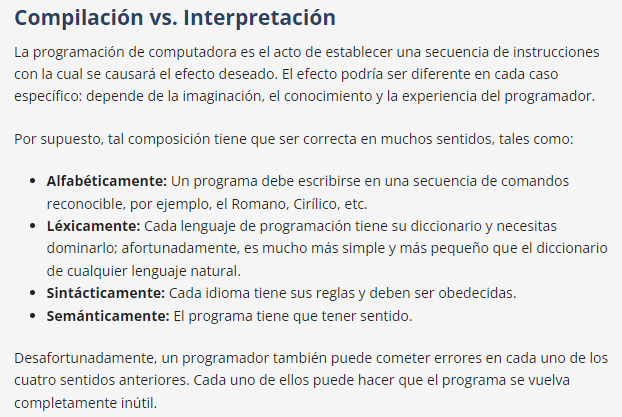 Compilación vs. Interpretación
La programación de computadora es el acto de establecer una secuencia de instrucciones
con la cual se causará el efecto deseado. El efecto podría ser diferente en cada caso
específico: depende de la imaginación, el conocimiento y la experiencia del programador.
Por supuesto, tal composición tiene que ser correcta en muchos sentidos, tales como:
• Alfabéticamente: Un programa debe escribirse en una secuencia de comandos
reconocible, por ejemplo, el Romano, Cirílico, etc.
• Léxicamente: Cada lenguaje de programación tiene su diccionario y necesitas
dominarlo; afortunadamente, es mucho más simple y más pequeño que el diccionario
de cualquier lenguaje natural.
• Sintácticamente: Cada idioma tiene sus reglas y deben ser obedecidas.
• Semánticamente: El programa tiene que tener sentido.
Desafortunadamente, un programador también puede cometer errores en cada uno de los
cuatro sentidos anteriores. Cada uno de ellos puede hacer que el programa se vuelva
completamente inútil.